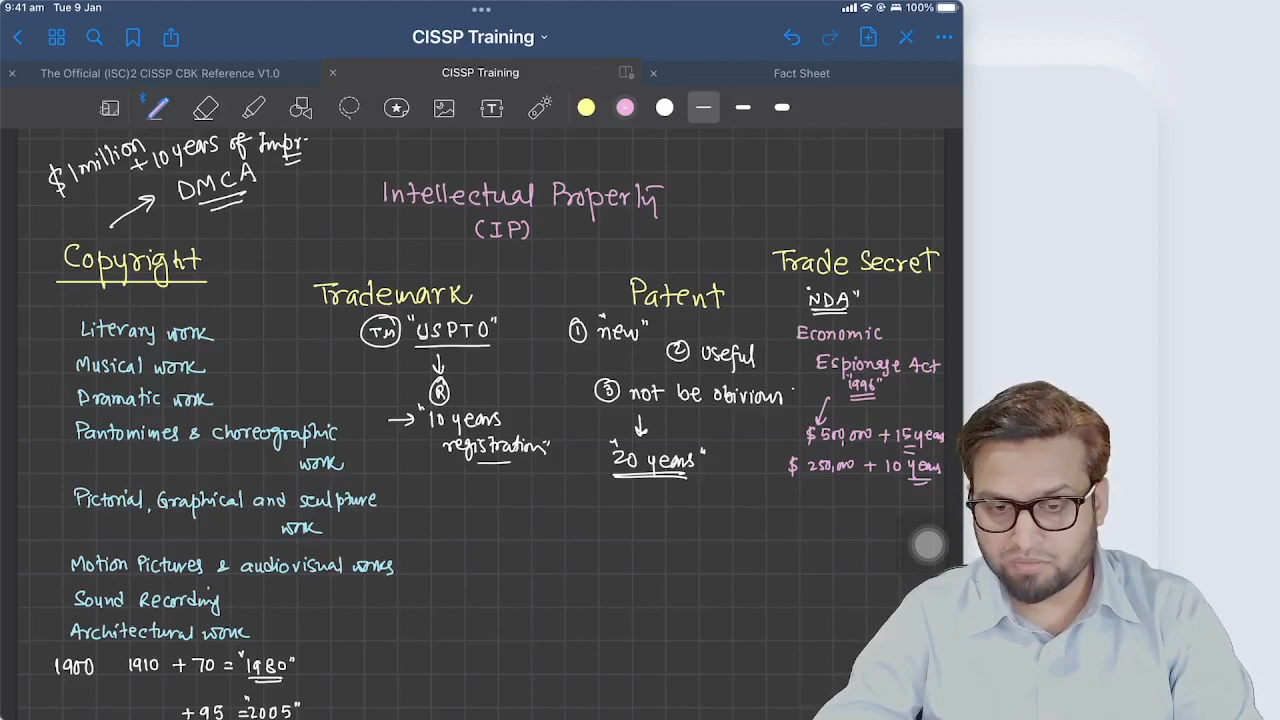 9:41 am Tue 9 Jan
100%
CISSP Training
The Official (ISC)2 CISSP CBK Reference V1.0
CISSP Training
Fact Sheet
$1million + 10 years of Impr.
DMCA
Intellectual Property
(IP)
Copyright
Literary work
Musical work
Dramatic work
Pantomimes & choreographic
work
Pictorial, Graphical and sculpture
work
Motion Pictures & audiovisual works
Sound Recording
Architectural work
1900 1910 + 70 = "1980"
+ 95 = "2005"
Trademark
TM "USPTO"
R
→ "10 years
registration"
Patent
① "new"
② useful
③ not be obivious
"20 years"
Trade Secret
"NDA"
Economic
Espionage Act
"1996"
$500,000 + 15 years
$ 250,000 + 10 years